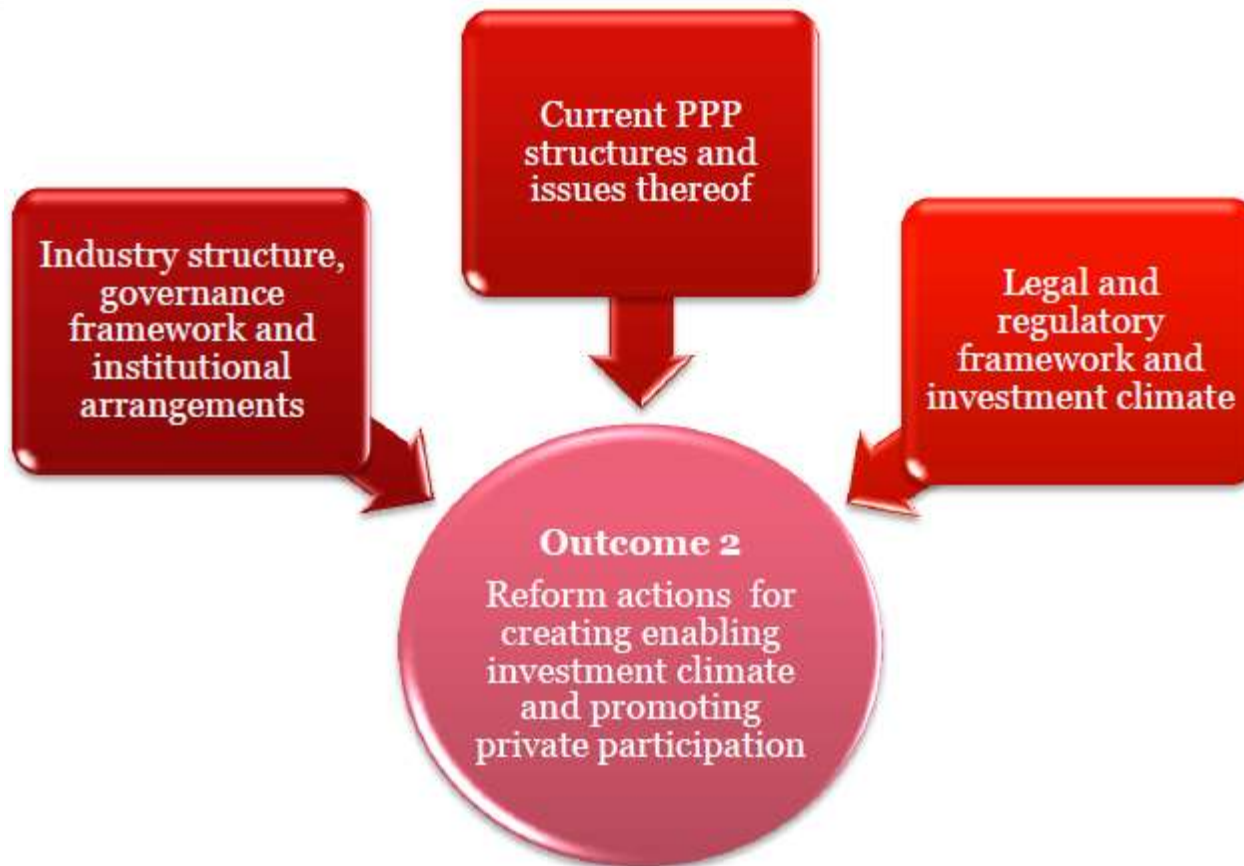 Current PPP
structures and
issues thereof
Industry structure,
governance
framework and
institutional
arrangements
Legal and
regulatory
framework and
investment climate
Outcome 2
Reform actions for
creating enabling
investment climate
and promoting
private participation